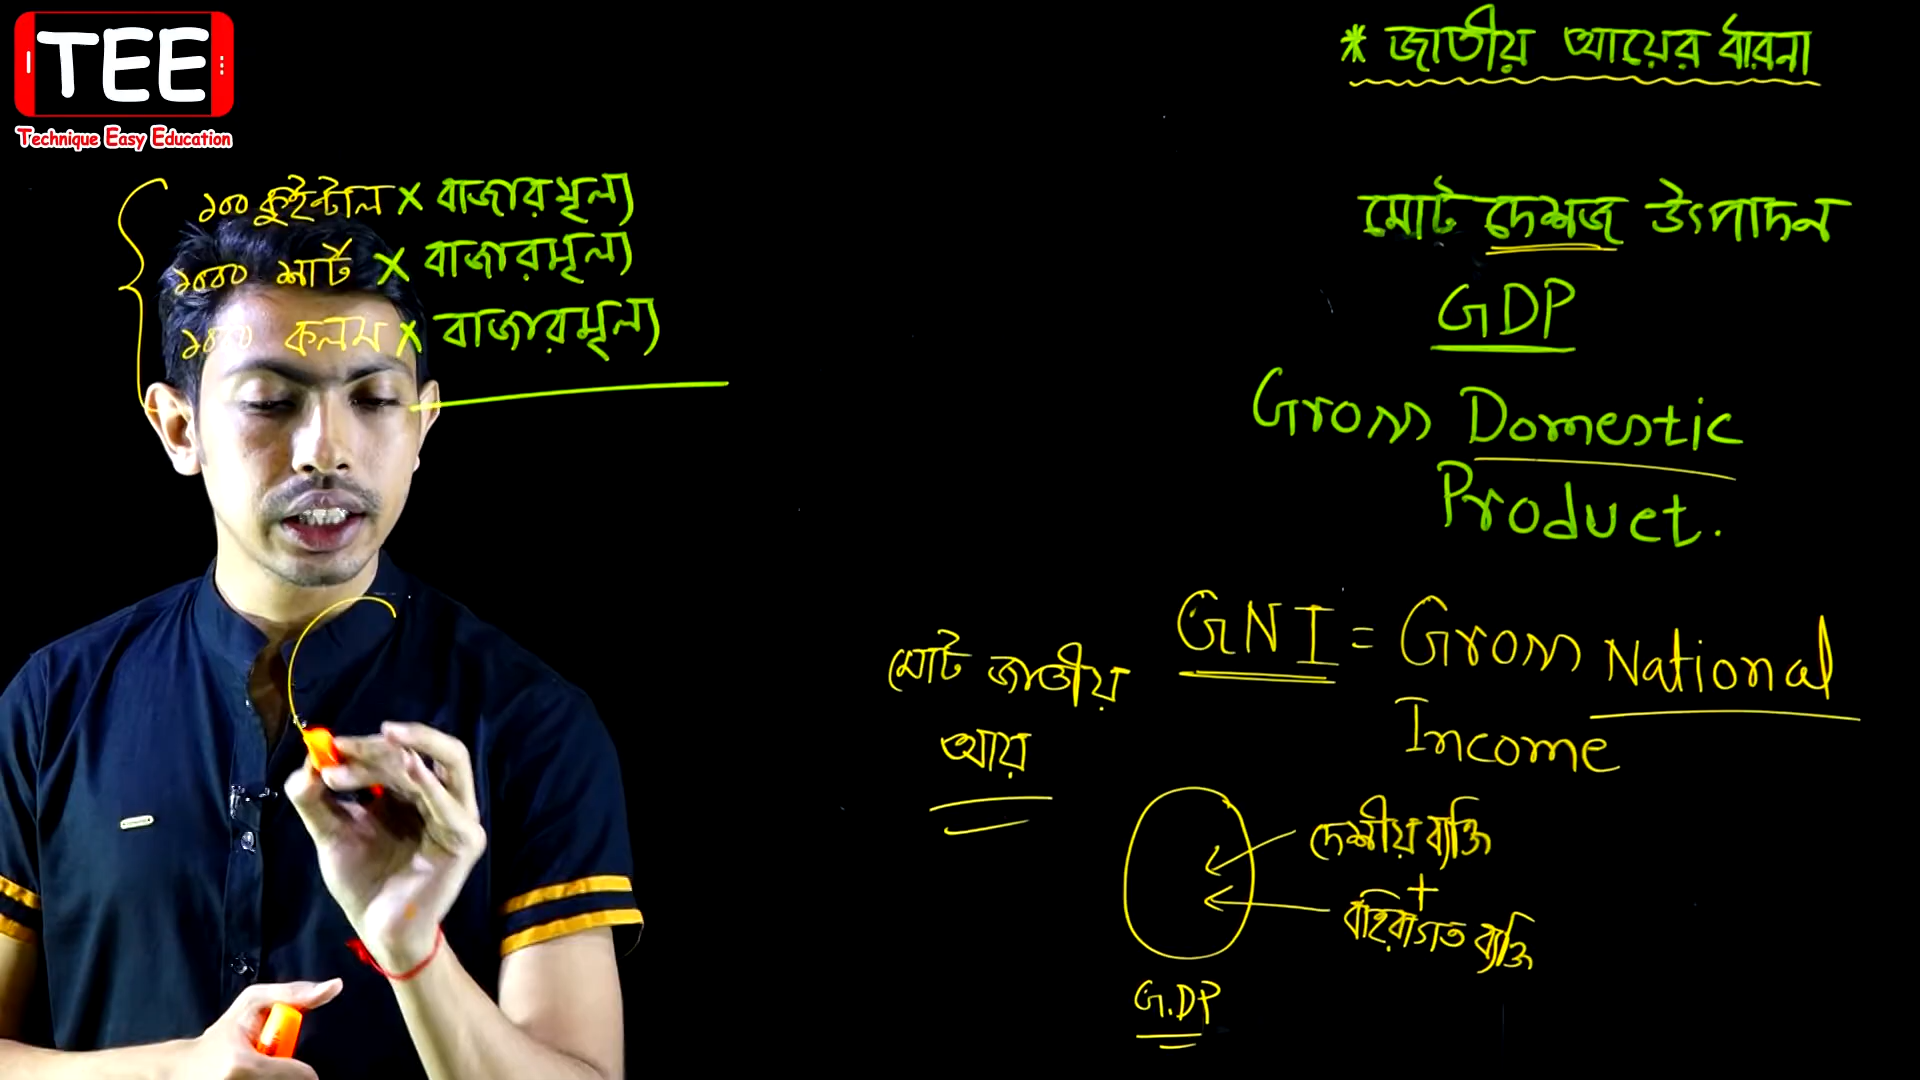 TEE
Technique Easy Education
* জাতীয় আয়ের ধারনা
১০০ কুইন্টাল X বাজারমূল্য
১০০০ শার্ট X বাজারমূল্য
১০০০ কলম X বাজারমূল্য
মোট দেশজ উৎপাদন
GDP
Gross Domestic
Product.
মোট জাতীয়
আয়
GNI = Gross National
Income
দেশীয় ব্যক্তি
+
বহিরাগত ব্যক্তি
G.DP